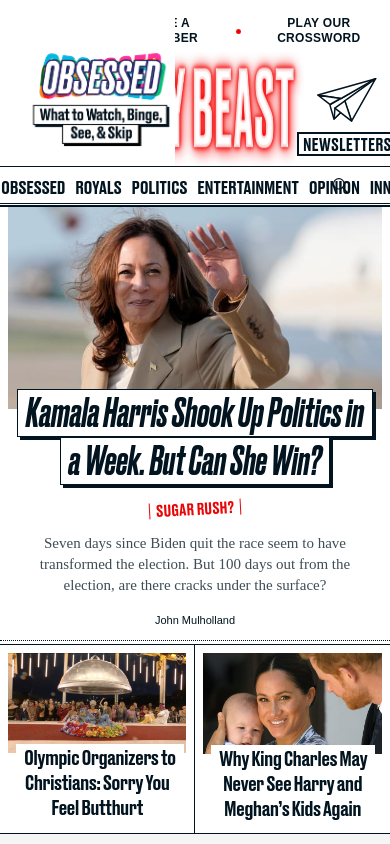 E A
BER
PLAY OUR
CROSSWORD
OBSESSED
What to Watch, Binge,
See, & Skip
Y BEAST
NEWSLETTERS
OBSESSED ROYALS POLITICS ENTERTAINMENT OPINION INN
Kamala Harris Shook Up Politics in
a Week. But Can She Win?
SUGAR RUSH?
Seven days since Biden quit the race seem to have
transformed the election. But 100 days out from the
election, are there cracks under the surface?
John Mulholland
Olympic Organizers to
Christians: Sorry You
Feel Butthurt
Why King Charles May
Never See Harry and
Meghan’s Kids Again